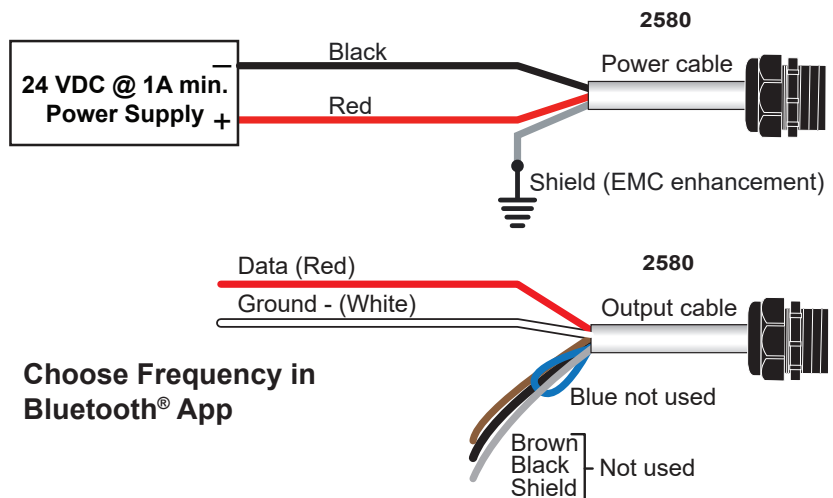 2580
Black
Power cable
24 VDC @ 1A min.
Power Supply
−
+
Red
Shield (EMC enhancement)
Data (Red)
2580
Ground - (White)
Output cable
Choose Frequency in
Bluetooth® App
Blue not used
Brown
Black
Shield
Not used